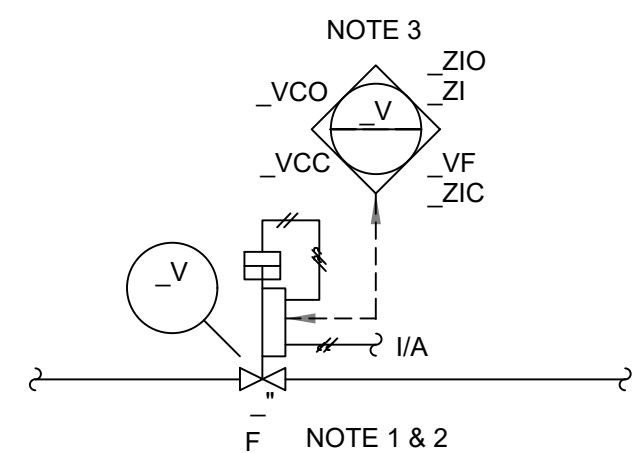 NOTE 3
_VCO
_ZIO
_ZI
_V
_VCC
_VF
_ZIC
_V
I/A
_"
F
NOTE 1 & 2